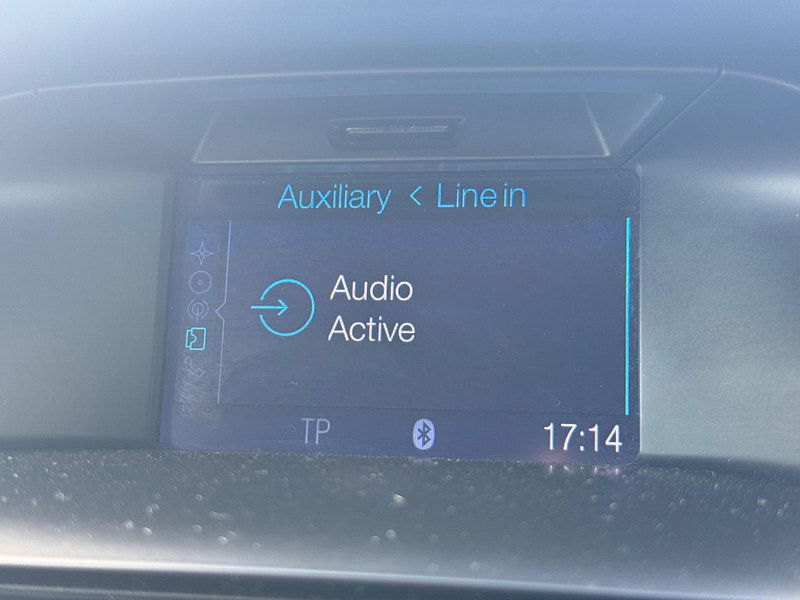 Auxiliary < Line in
Audio
Active
TP 17:14